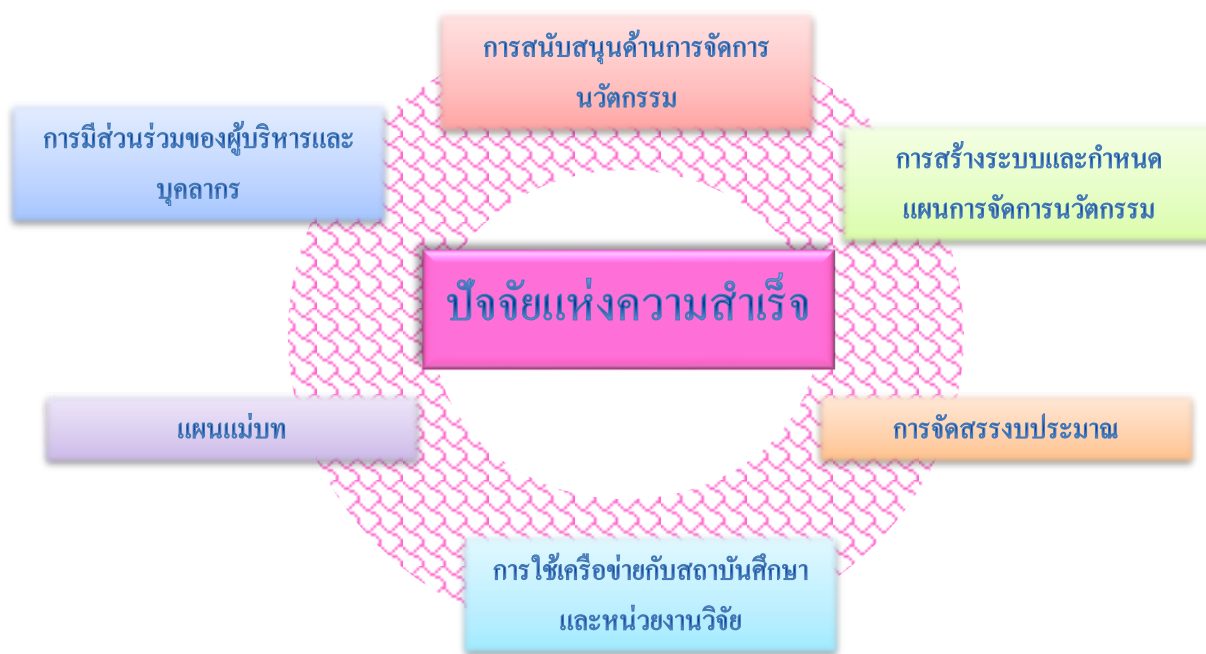 การสนับสนุนด้านการจัดการ
นวัตกรรม
การมีส่วนร่วมของผู้บริหารและ
บุคลากร
การสร้างระบบและกำหนด
แผนการจัดการนวัตกรรม
ปัจจัยแห่งความสำเร็จ
แผนแม่บท
การจัดสรรงบประมาณ
การใช้เครือข่ายกับสถาบันศึกษา
และหน่วยงานวิจัย